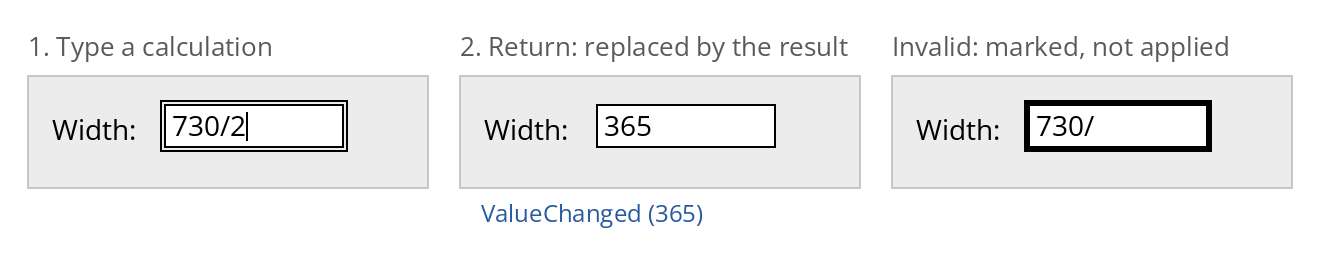 1. Type a calculation
Width: 730/2
2. Return: replaced by the result
Width: 365
ValueChanged (365)
Invalid: marked, not applied
Width: 730/